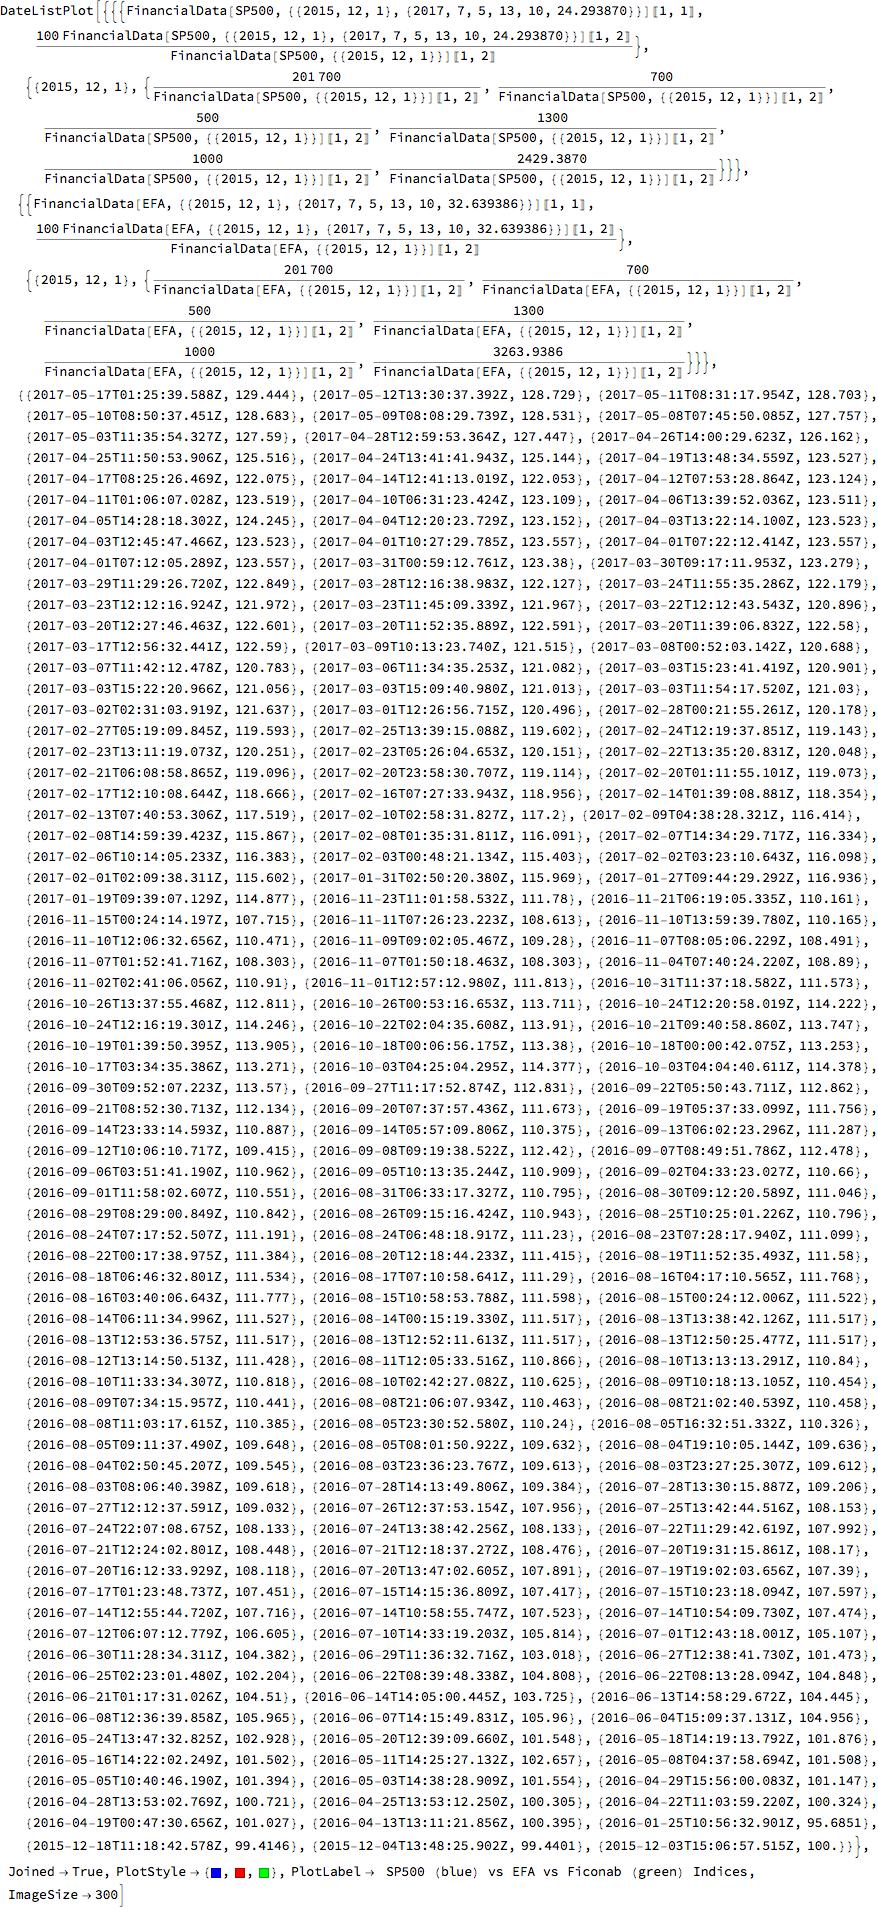 DateListPlot[{{{{FinancialData[SP500, {{2015, 12, 1}, {2017, 7, 5, 13, 10, 24.293870}}]〚1, 1〛,
100 FinancialData[SP500, {{2015, 12, 1}, {2017, 7, 5, 13, 10, 24.293870}}]〚1, 2〛
FinancialData[SP500, {{2015, 12, 1}}]〚1, 2〛 },
{{2015, 12, 1}, { 201 700 , 700 ,
FinancialData[SP500, {{2015, 12, 1}}]〚1, 2〛 FinancialData[SP500, {{2015, 12, 1}}]〚1, 2〛
500 , 1300 ,
FinancialData[SP500, {{2015, 12, 1}}]〚1, 2〛 FinancialData[SP500, {{2015, 12, 1}}]〚1, 2〛
1000 , 2429.3870 }}},
FinancialData[SP500, {{2015, 12, 1}}]〚1, 2〛 FinancialData[SP500, {{2015, 12, 1}}]〚1, 2〛
{{FinancialData[EFA, {{2015, 12, 1}, {2017, 7, 5, 13, 10, 32.639386}}]〚1, 1〛,
100 FinancialData[EFA, {{2015, 12, 1}, {2017, 7, 5, 13, 10, 32.639386}}]〚1, 2〛
FinancialData[EFA, {{2015, 12, 1}}]〚1, 2〛 },
{{2015, 12, 1}, { 201 700 , 700 ,
FinancialData[EFA, {{2015, 12, 1}}]〚1, 2〛 FinancialData[EFA, {{2015, 12, 1}}]〚1, 2〛
500 , 1300 ,
FinancialData[EFA, {{2015, 12, 1}}]〚1, 2〛 FinancialData[EFA, {{2015, 12, 1}}]〚1, 2〛
1000 , 3263.9386 }}},
FinancialData[EFA, {{2015, 12, 1}}]〚1, 2〛 FinancialData[EFA, {{2015, 12, 1}}]〚1, 2〛
{{2017-05-17T01:25:39.588Z, 129.444}, {2017-05-12T13:30:37.392Z, 128.729}, {2017-05-11T08:31:17.954Z, 128.703},
{2017-05-10T08:50:37.451Z, 128.683}, {2017-05-09T08:08:29.739Z, 128.531}, {2017-05-08T07:45:50.085Z, 127.757},
{2017-05-03T11:35:54.327Z, 127.59}, {2017-04-28T12:59:53.364Z, 127.447}, {2017-04-26T14:00:29.623Z, 126.162},
{2017-04-25T11:50:53.906Z, 125.516}, {2017-04-24T13:41:41.943Z, 125.144}, {2017-04-19T13:48:34.559Z, 123.527},
{2017-04-17T08:25:26.469Z, 122.075}, {2017-04-14T12:41:13.019Z, 122.053}, {2017-04-12T07:53:28.864Z, 123.124},
{2017-04-11T01:06:07.028Z, 123.519}, {2017-04-10T06:31:23.424Z, 123.109}, {2017-04-06T13:39:52.036Z, 123.511},
{2017-04-05T14:28:18.302Z, 124.245}, {2017-04-04T12:20:23.729Z, 123.152}, {2017-04-03T13:22:14.100Z, 123.523},
{2017-04-03T12:45:47.466Z, 123.523}, {2017-04-01T10:27:29.785Z, 123.557}, {2017-04-01T07:22:12.414Z, 123.557},
{2017-04-01T07:12:05.289Z, 123.557}, {2017-03-31T00:59:12.761Z, 123.38}, {2017-03-30T09:17:11.953Z, 123.279},
{2017-03-29T11:29:26.720Z, 122.849}, {2017-03-28T12:16:38.983Z, 122.127}, {2017-03-24T11:55:35.286Z, 122.179},
{2017-03-23T12:12:16.924Z, 121.972}, {2017-03-23T11:45:09.339Z, 121.967}, {2017-03-22T12:12:43.543Z, 120.896},
{2017-03-20T12:27:46.463Z, 122.601}, {2017-03-20T11:52:35.889Z, 122.591}, {2017-03-20T11:39:06.832Z, 122.58},
{2017-03-17T12:56:32.441Z, 122.59}, {2017-03-09T10:13:23.740Z, 121.515}, {2017-03-08T00:52:03.142Z, 120.688},
{2017-03-07T11:42:12.478Z, 120.783}, {2017-03-06T11:34:35.253Z, 121.082}, {2017-03-03T15:23:41.419Z, 120.901},
{2017-03-03T15:22:20.966Z, 121.056}, {2017-03-03T15:09:40.980Z, 121.013}, {2017-03-03T11:54:17.520Z, 121.03},
{2017-03-02T02:31:03.919Z, 121.637}, {2017-03-01T12:26:56.715Z, 120.496}, {2017-02-28T00:21:55.261Z, 120.178},
{2017-02-27T05:19:09.845Z, 119.593}, {2017-02-25T13:39:15.088Z, 119.602}, {2017-02-24T12:19:37.851Z, 119.143},
{2017-02-23T13:11:19.073Z, 120.251}, {2017-02-23T05:26:04.653Z, 120.151}, {2017-02-22T13:35:20.831Z, 120.048},
{2017-02-21T06:08:58.865Z, 119.096}, {2017-02-20T23:58:30.707Z, 119.114}, {2017-02-20T01:11:55.101Z, 119.073},
{2017-02-17T12:10:08.644Z, 118.666}, {2017-02-16T07:27:33.943Z, 118.956}, {2017-02-14T01:39:08.881Z, 118.354},
{2017-02-13T07:40:53.306Z, 117.519}, {2017-02-10T02:58:31.827Z, 117.2}, {2017-02-09T04:38:28.321Z, 116.414},
{2017-02-08T14:59:39.423Z, 115.867}, {2017-02-08T01:35:31.811Z, 116.091}, {2017-02-07T14:34:29.717Z, 116.334},
{2017-02-06T10:14:05.233Z, 116.383}, {2017-02-03T00:48:21.134Z, 115.403}, {2017-02-02T03:23:10.643Z, 116.098},
{2017-02-01T02:09:38.311Z, 115.602}, {2017-01-31T02:50:20.380Z, 115.969}, {2017-01-27T09:44:29.292Z, 116.936},
{2017-01-19T09:39:07.129Z, 114.877}, {2016-11-23T11:01:58.532Z, 111.78}, {2016-11-21T06:19:05.335Z, 110.161},
{2016-11-15T00:24:14.197Z, 107.715}, {2016-11-11T07:26:23.223Z, 108.613}, {2016-11-10T13:59:39.780Z, 110.165},
{2016-11-10T12:06:32.656Z, 110.471}, {2016-11-09T09:02:05.467Z, 109.28}, {2016-11-07T08:05:06.229Z, 108.491},
{2016-11-07T01:52:41.716Z, 108.303}, {2016-11-07T01:50:18.463Z, 108.303}, {2016-11-04T07:40:24.220Z, 108.89},
{2016-11-02T02:41:06.056Z, 110.91}, {2016-11-01T12:57:12.980Z, 111.813}, {2016-10-31T11:37:18.582Z, 111.573},
{2016-10-26T13:37:55.468Z, 112.811}, {2016-10-26T00:53:16.653Z, 113.711}, {2016-10-24T12:20:58.019Z, 114.222},
{2016-10-24T12:16:19.301Z, 114.246}, {2016-10-22T02:04:35.608Z, 113.91}, {2016-10-21T09:40:58.860Z, 113.747},
{2016-10-19T01:39:50.395Z, 113.905}, {2016-10-18T00:06:56.175Z, 113.38}, {2016-10-18T00:00:42.075Z, 113.253},
{2016-10-17T03:34:35.386Z, 113.271}, {2016-10-03T04:25:04.295Z, 114.377}, {2016-10-03T04:04:40.611Z, 114.378},
{2016-09-30T09:52:07.223Z, 113.57}, {2016-09-27T11:17:52.874Z, 112.831}, {2016-09-22T05:50:43.711Z, 112.862},
{2016-09-21T08:52:30.713Z, 112.134}, {2016-09-20T07:37:57.436Z, 111.673}, {2016-09-19T05:37:33.099Z, 111.756},
{2016-09-14T23:33:14.593Z, 110.887}, {2016-09-14T05:57:09.806Z, 110.375}, {2016-09-13T06:02:23.296Z, 111.287},
{2016-09-12T10:06:10.717Z, 109.415}, {2016-09-08T09:19:38.522Z, 112.42}, {2016-09-07T08:49:51.786Z, 112.478},
{2016-09-06T03:51:41.190Z, 110.962}, {2016-09-05T10:13:35.244Z, 110.909}, {2016-09-02T04:33:23.027Z, 110.66},
{2016-09-01T11:58:02.607Z, 110.551}, {2016-08-31T06:33:17.327Z, 110.795}, {2016-08-30T09:12:20.589Z, 111.046},
{2016-08-29T08:29:00.849Z, 110.842}, {2016-08-26T09:15:16.424Z, 110.943}, {2016-08-25T10:25:01.226Z, 110.796},
{2016-08-24T07:17:52.507Z, 111.191}, {2016-08-24T06:48:18.917Z, 111.23}, {2016-08-23T07:28:17.940Z, 111.099},
{2016-08-22T00:17:38.975Z, 111.384}, {2016-08-20T12:18:44.233Z, 111.415}, {2016-08-19T11:52:35.493Z, 111.58},
{2016-08-18T06:46:32.801Z, 111.534}, {2016-08-17T07:10:58.641Z, 111.29}, {2016-08-16T04:17:10.565Z, 111.768},
{2016-08-16T03:40:06.643Z, 111.777}, {2016-08-15T10:58:53.788Z, 111.598}, {2016-08-15T00:24:12.006Z, 111.522},
{2016-08-14T06:11:34.996Z, 111.527}, {2016-08-14T00:15:19.330Z, 111.517}, {2016-08-13T13:38:42.126Z, 111.517},
{2016-08-13T12:53:36.575Z, 111.517}, {2016-08-13T12:52:11.613Z, 111.517}, {2016-08-13T12:50:25.477Z, 111.517},
{2016-08-12T13:14:50.513Z, 111.428}, {2016-08-11T12:05:33.516Z, 110.866}, {2016-08-10T13:13:13.291Z, 110.84},
{2016-08-10T11:33:34.307Z, 110.818}, {2016-08-10T02:42:27.082Z, 110.625}, {2016-08-09T10:18:13.105Z, 110.454},
{2016-08-09T07:34:15.957Z, 110.441}, {2016-08-08T21:06:07.934Z, 110.463}, {2016-08-08T21:02:40.539Z, 110.458},
{2016-08-08T11:03:17.615Z, 110.385}, {2016-08-05T23:30:52.580Z, 110.24}, {2016-08-05T16:32:51.332Z, 110.326},
{2016-08-05T09:11:37.490Z, 109.648}, {2016-08-05T08:01:50.922Z, 109.632}, {2016-08-04T19:10:05.144Z, 109.636},
{2016-08-04T02:50:45.207Z, 109.545}, {2016-08-03T23:36:23.767Z, 109.613}, {2016-08-03T23:27:25.307Z, 109.612},
{2016-08-03T08:06:40.398Z, 109.618}, {2016-07-28T14:13:49.806Z, 109.384}, {2016-07-28T13:30:15.887Z, 109.206},
{2016-07-27T12:12:37.591Z, 109.032}, {2016-07-26T12:37:53.154Z, 107.956}, {2016-07-25T13:42:44.516Z, 108.153},
{2016-07-24T22:07:08.675Z, 108.133}, {2016-07-24T13:38:42.256Z, 108.133}, {2016-07-22T11:29:42.619Z, 107.992},
{2016-07-21T12:24:02.801Z, 108.448}, {2016-07-21T12:18:37.272Z, 108.476}, {2016-07-20T19:31:15.861Z, 108.17},
{2016-07-20T16:12:33.929Z, 108.118}, {2016-07-20T13:47:02.605Z, 107.891}, {2016-07-19T19:02:03.656Z, 107.39},
{2016-07-17T01:23:48.737Z, 107.451}, {2016-07-15T14:15:36.809Z, 107.417}, {2016-07-15T10:23:18.094Z, 107.597},
{2016-07-14T12:55:44.720Z, 107.716}, {2016-07-14T10:58:55.747Z, 107.523}, {2016-07-14T10:54:09.730Z, 107.474},
{2016-07-12T06:07:12.779Z, 106.605}, {2016-07-10T14:33:19.203Z, 105.814}, {2016-07-01T12:43:18.001Z, 105.107},
{2016-06-30T11:28:34.311Z, 104.382}, {2016-06-29T11:36:32.716Z, 103.018}, {2016-06-27T12:38:41.730Z, 101.473},
{2016-06-25T02:23:01.480Z, 102.204}, {2016-06-22T08:39:48.338Z, 104.808}, {2016-06-22T08:13:28.094Z, 104.848},
{2016-06-21T01:17:31.026Z, 104.51}, {2016-06-14T14:05:00.445Z, 103.725}, {2016-06-13T14:58:29.672Z, 104.445},
{2016-06-08T12:36:39.858Z, 105.965}, {2016-06-07T14:15:49.831Z, 105.96}, {2016-06-04T15:09:37.131Z, 104.956},
{2016-05-24T13:47:32.825Z, 102.928}, {2016-05-20T12:39:09.660Z, 101.548}, {2016-05-18T14:19:13.792Z, 101.876},
{2016-05-16T14:22:02.249Z, 101.502}, {2016-05-11T14:25:27.132Z, 102.657}, {2016-05-08T04:37:58.694Z, 101.508},
{2016-05-05T10:40:46.190Z, 101.394}, {2016-05-03T14:38:28.909Z, 101.554}, {2016-04-29T15:56:00.083Z, 101.147},
{2016-04-28T13:53:02.769Z, 100.721}, {2016-04-25T13:53:12.250Z, 100.305}, {2016-04-22T11:03:59.220Z, 100.324},
{2016-04-19T00:47:30.656Z, 101.027}, {2016-04-13T13:11:21.856Z, 100.395}, {2016-01-25T10:56:32.901Z, 95.6851},
{2015-12-18T11:18:42.578Z, 99.4146}, {2015-12-04T13:48:25.902Z, 99.4401}, {2015-12-03T15:06:57.515Z, 100.}}},
Joined → True, PlotStyle → {■, ■, ■}, PlotLabel → SP500 (blue) vs EFA vs Ficonab (green) Indices,
ImageSize → 300]